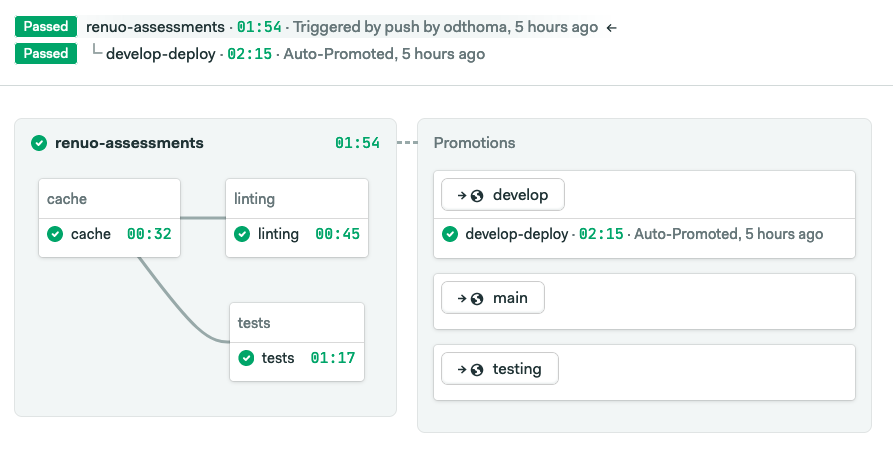 Passed renuo-assessments · 01:54 · Triggered by push by odthoma, 5 hours ago ←
Passed develop-deploy · 02:15 · Auto-Promoted, 5 hours ago
renuo-assessments 01:54
cache
cache 00:32
linting
linting 00:45
tests
tests 01:17
Promotions
→ develop
develop-deploy · 02:15 · Auto-Promoted, 5 hours ago
→ main
→ testing